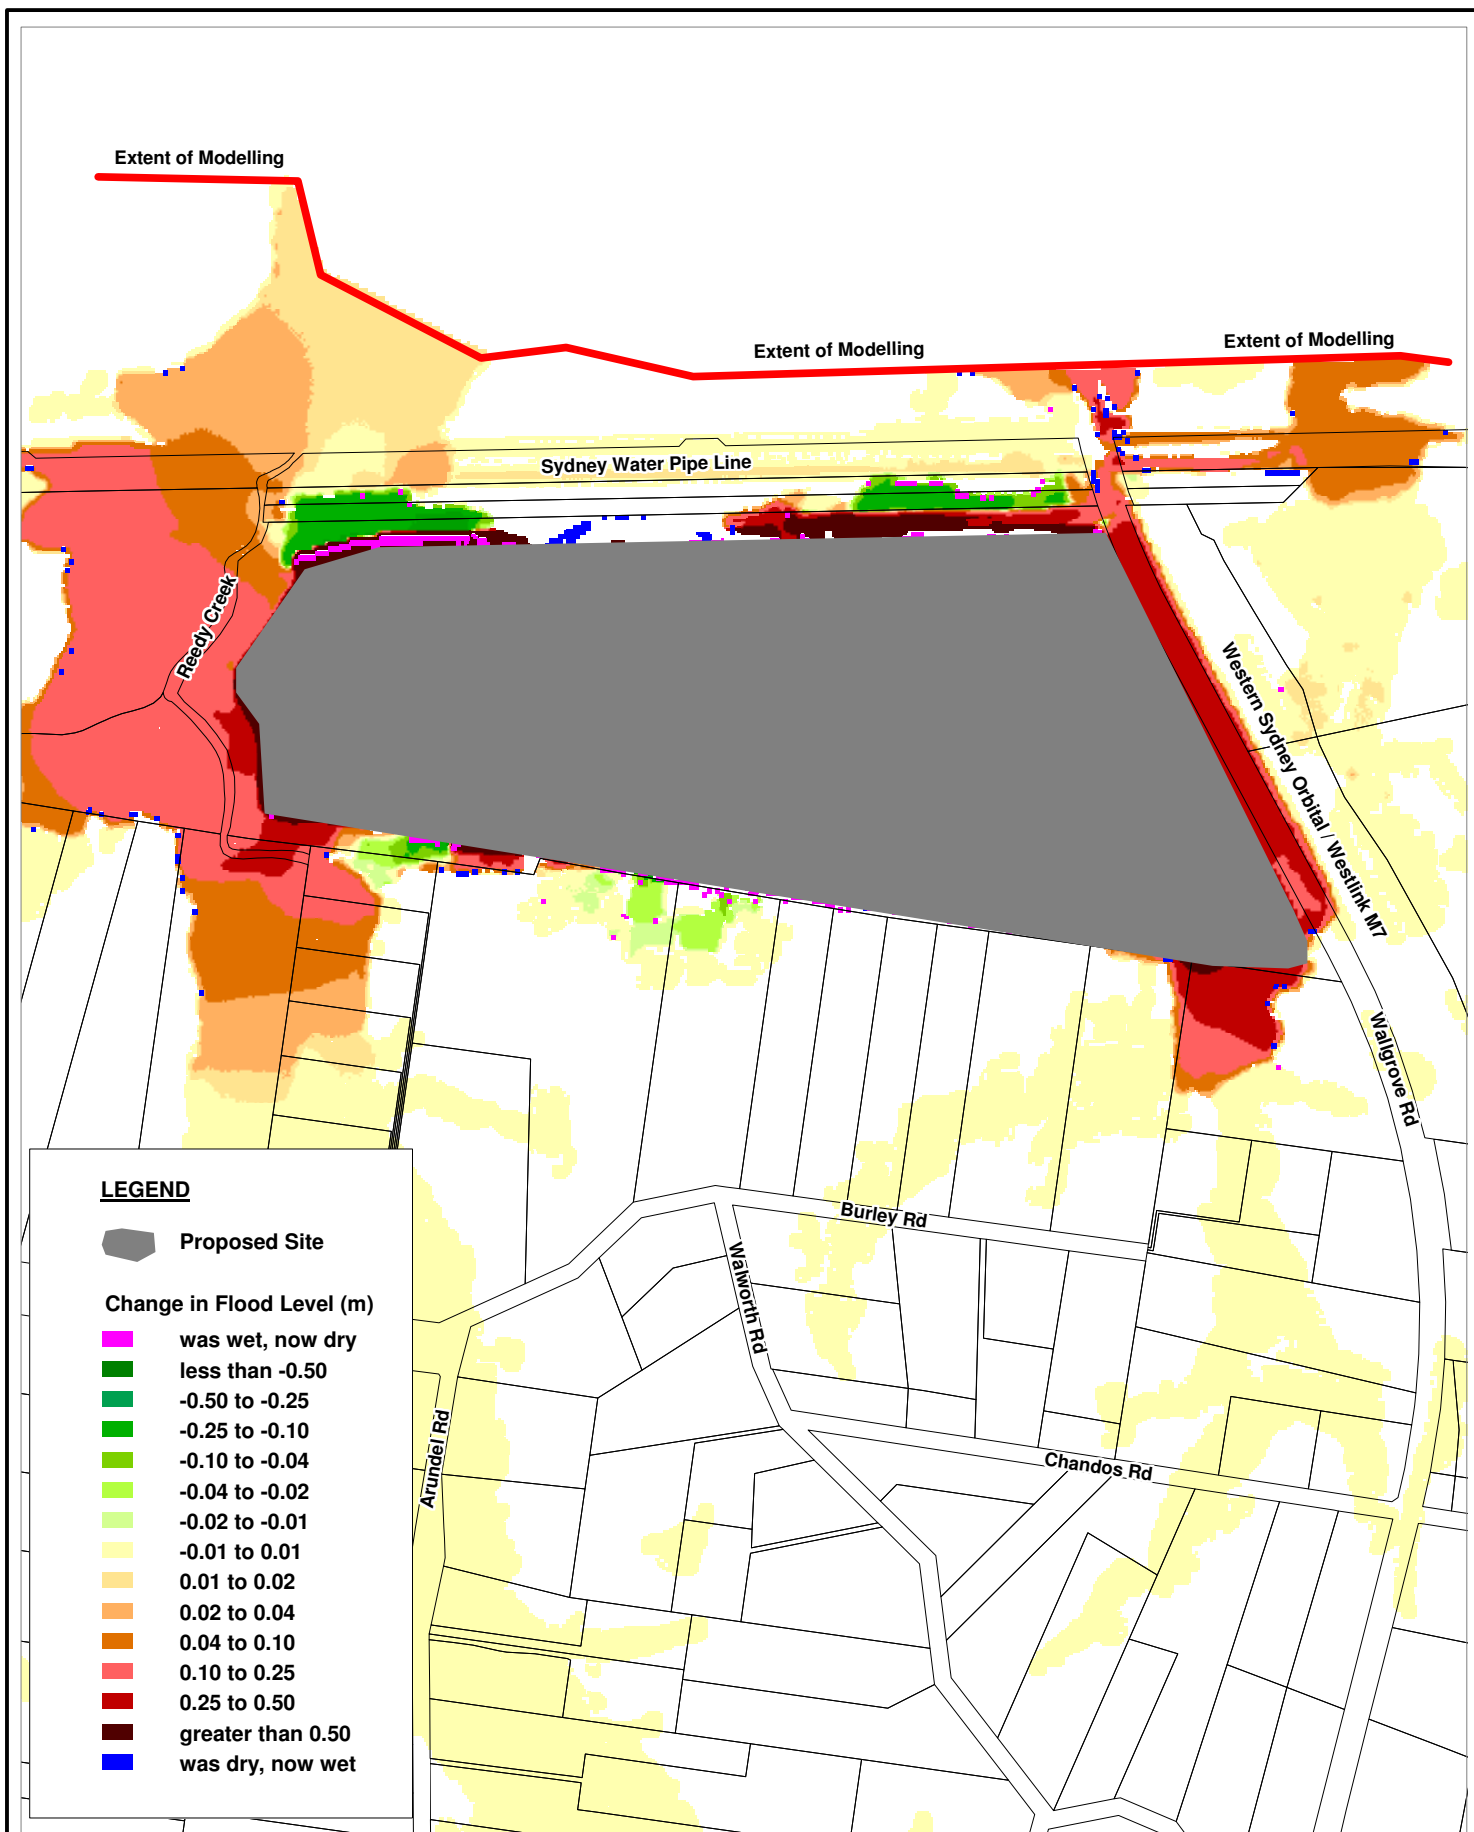 Extent of Modelling
Extent of Modelling
Extent of Modelling
Sydney Water Pipe Line
Reedy Creek
Western Sydney Orbital / Westlink M7
Wallgrove Rd
Burley Rd
Walworth Rd
Chandos Rd
Arundel Rd
LEGEND
Proposed Site
Change in Flood Level (m)
was wet, now dry
less than -0.50
-0.50 to -0.25
-0.25 to -0.10
-0.10 to -0.04
-0.04 to -0.02
-0.02 to -0.01
-0.01 to 0.01
0.01 to 0.02
0.02 to 0.04
0.04 to 0.10
0.10 to 0.25
0.25 to 0.50
greater than 0.50
was dry, now wet